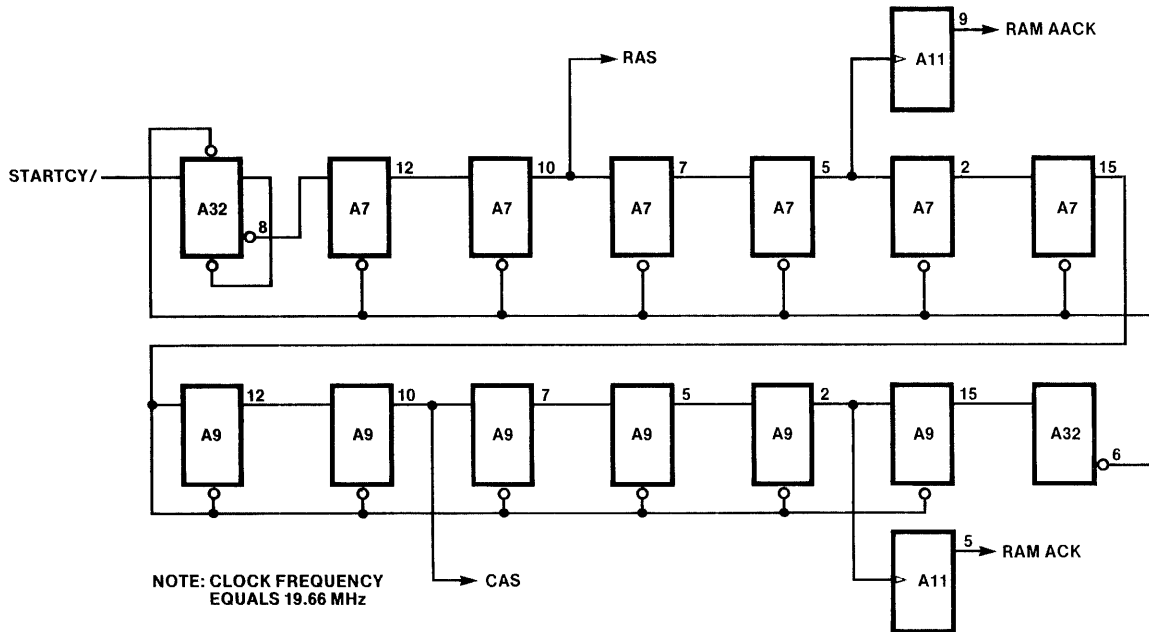 9
RAM AACK
A11
RAS
STARTCY/
A32
8
A7
12
A7
10
A7
7
A7
5
A7
2
A7
15
A9
12
A9
10
A9
7
A9
5
A9
2
A9
15
A32
6
A11
5
RAM ACK
CAS
NOTE: CLOCK FREQUENCY
EQUALS 19.66 MHz